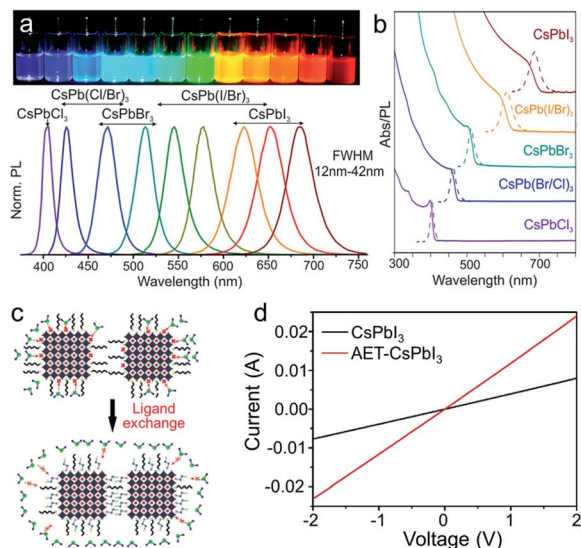 a
CsPb(Cl/Br)3
CsPb(I/Br)3
CsPbCl3
CsPbBr3
CsPbI3
FWHM
12nm-42nm
Norm. PL
400 450 500 550 600 650 700 750
Wavelength (nm)
b
CsPbI3
CsPb(I/Br)3
CsPbBr3
CsPb(Br/Cl)3
CsPbCl3
Abs/PL
300 500 700
Wavelength (nm)
c
Ligand
exchange
d
CsPbI3
AET-CsPbI3
Current (A)
0.02
0.01
0.00
-0.01
-0.02
-2 -1 0 1 2
Voltage (V)